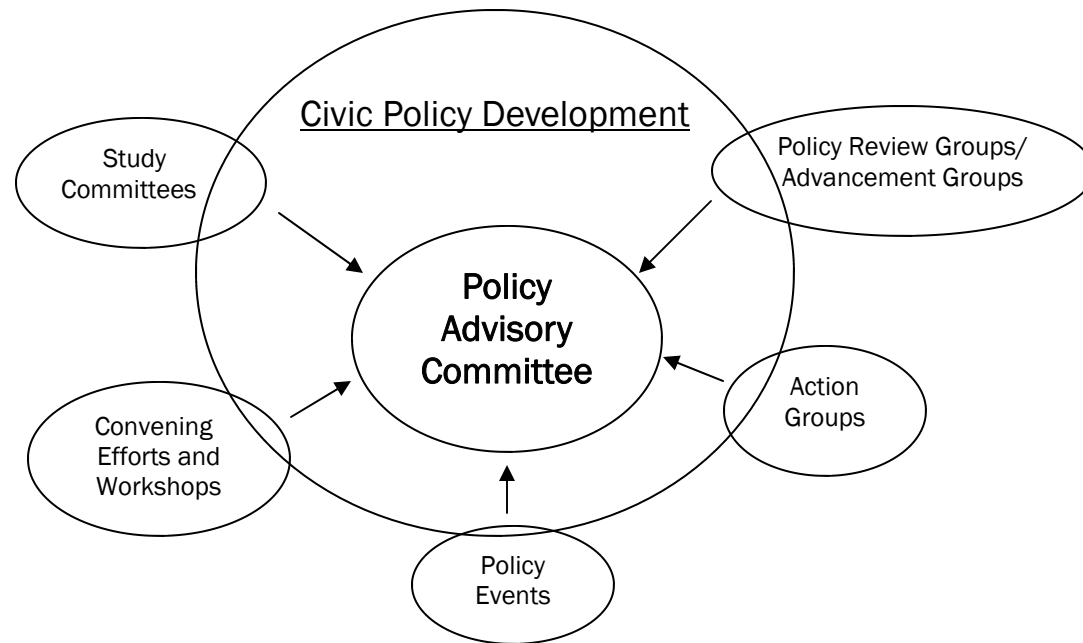 Civic Policy Development
Study
Committees
Policy Review Groups/
Advancement Groups
Policy
Advisory
Committee
Convening
Efforts and
Workshops
Action
Groups
Policy
Events